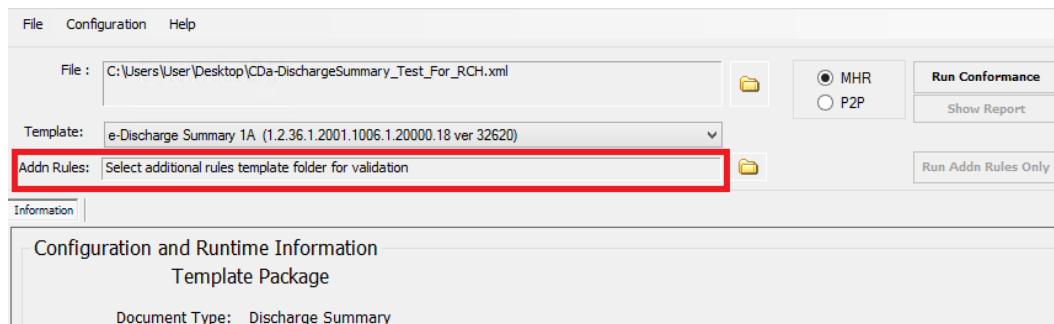 File Configuration Help
File : C:\Users\User\Desktop\CDa-DischargeSummary_Test_For_RCH.xml
MHR
Run Conformance
P2P
Show Report
Template: e-Discharge Summary 1A (1.2.36.1.2001.1006.1.20000.18 ver 32620)
Addn Rules: Select additional rules template folder for validation
Run Addn Rules Only
Information
Configuration and Runtime Information
Template Package
Document Type: Discharge Summary